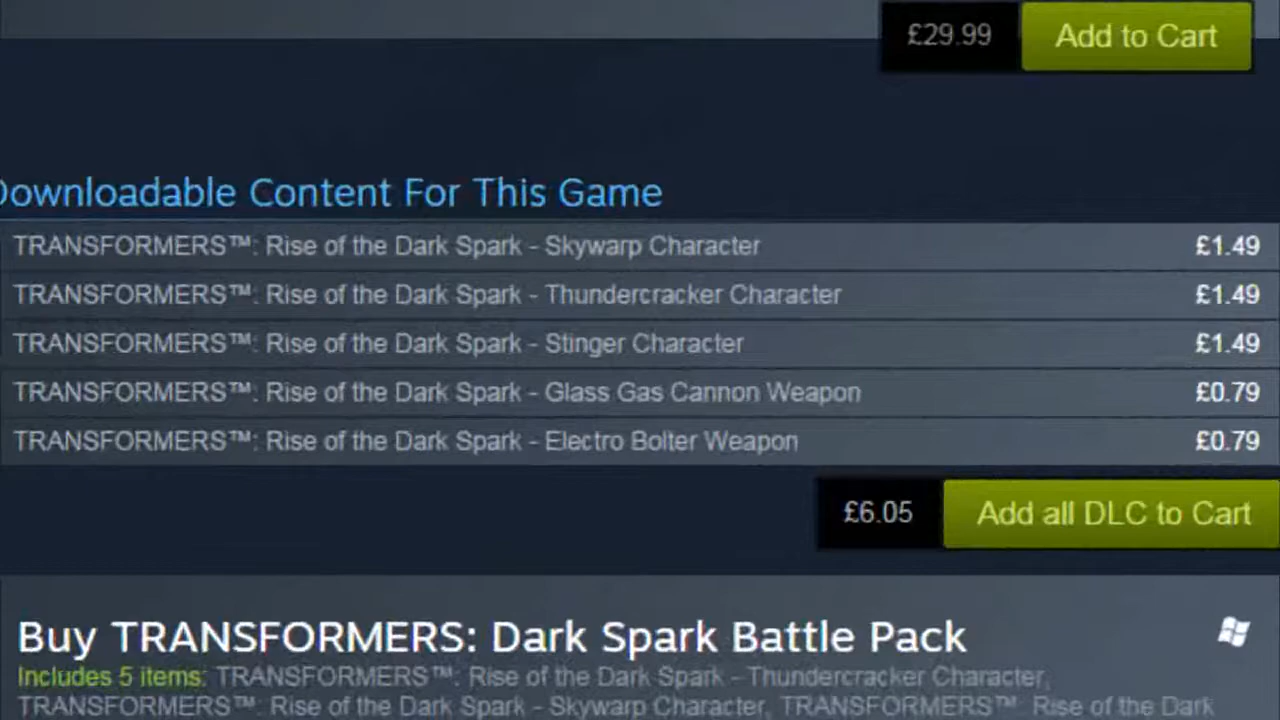 £29.99 Add to Cart
Downloadable Content For This Game
TRANSFORMERS™: Rise of the Dark Spark - Skywarp Character £1.49
TRANSFORMERS™: Rise of the Dark Spark - Thundercracker Character £1.49
TRANSFORMERS™: Rise of the Dark Spark - Stinger Character £1.49
TRANSFORMERS™: Rise of the Dark Spark - Glass Gas Cannon Weapon £0.79
TRANSFORMERS™: Rise of the Dark Spark - Electro Bolter Weapon £0.79
£6.05 Add all DLC to Cart
Buy TRANSFORMERS: Dark Spark Battle Pack
Includes 5 items: TRANSFORMERS™: Rise of the Dark Spark - Thundercracker Character,
TRANSFORMERS™: Rise of the Dark Spark - Skywarp Character, TRANSFORMERS™: Rise of the Dark